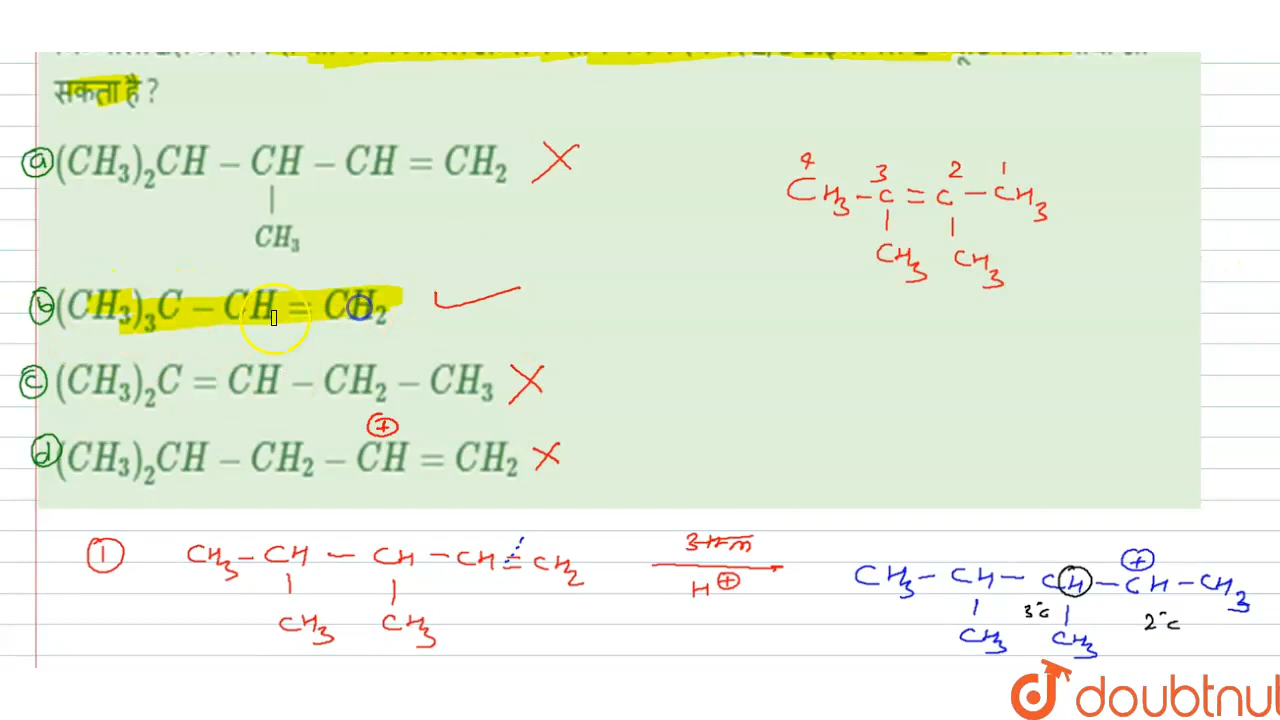 सकता है ?
(a) (CH₃)₂CH – CH – CH = CH₂ ✗
|
CH₃
(b) (CH₃)₃C – CH = CH₂ ✓
(c) (CH₃)₂C = CH – CH₂ – CH₃ ✗
⊕
(d) (CH₃)₂CH – CH₂ – CH = CH₂ ✗
4 3 2 1
CH₃ – C = C – CH₃
| |
CH₃ CH₃
① CH₃ – CH – CH – CH = CH₂
| |
CH₃ CH₃
H⊕
⊕
CH₃ – CH – CH – CH – CH₃
3°C 2°C
| |
CH₃ CH₃
doubtnut